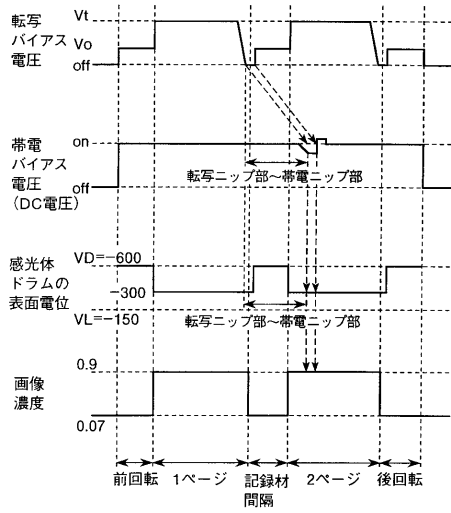 転写
バイアス
電圧
Vt
Vo
off
帯電
バイアス
電圧
(DC電圧)
on
off
転写ニップ部~帯電ニップ部
感光体
ドラムの
表面電位
VD=-600
-300
VL=-150
転写ニップ部~帯電ニップ部
画像
濃度
0.9
0.07
前回転
1ページ
記録材
間隔
2ページ
後回転